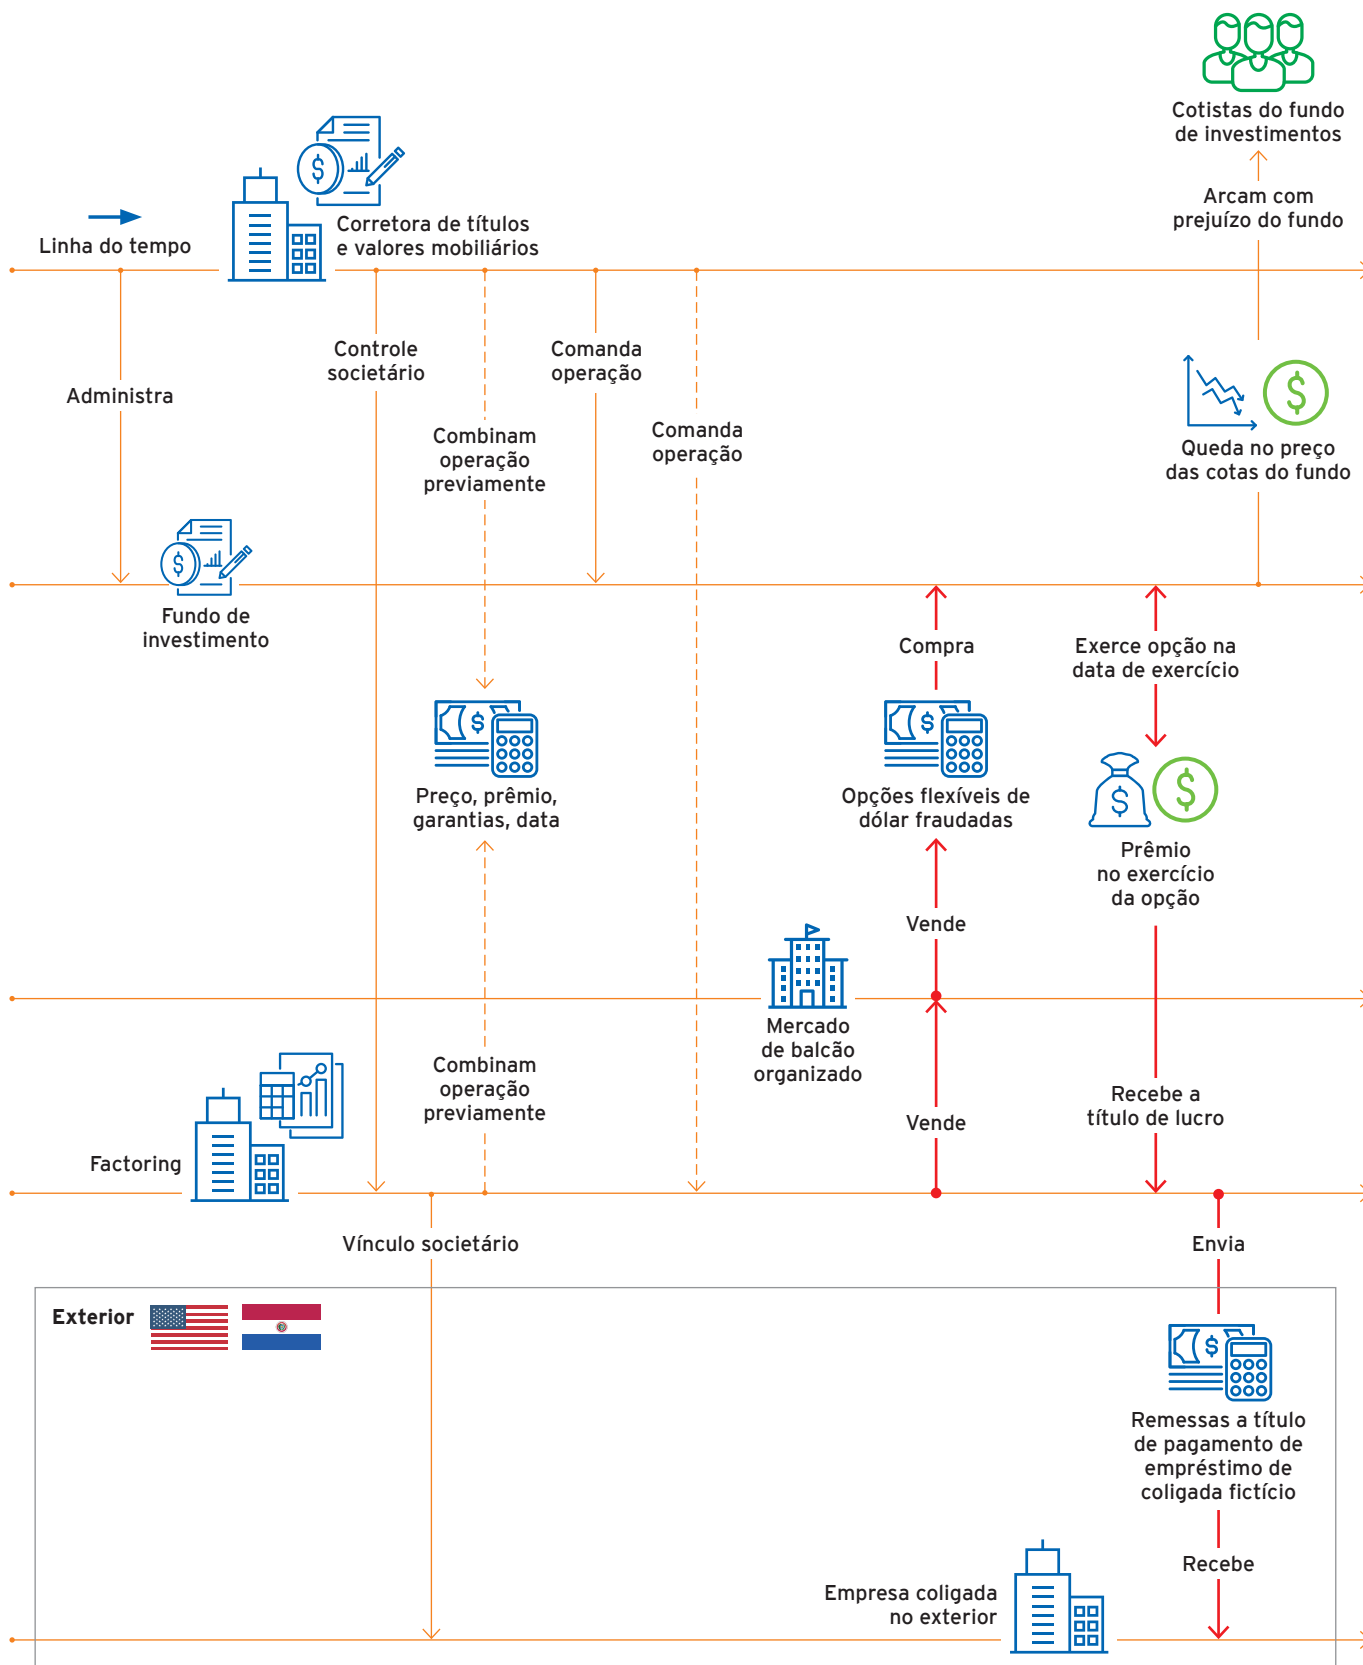 Cotistas do fundo
de investimentos
Arcam com
prejuízo do fundo
Linha do tempo
Corretora de títulos
e valores mobiliários
Administra
Controle
societário
Combinam
operação
previamente
Comanda
operação
Comanda
operação
Queda no preço
das cotas do fundo
Fundo de
investimento
Compra
Exerce opção na
data de exercício
Preço, prêmio,
garantias, data
Opções flexíveis de
dólar fraudadas
Prêmio
no exercício
da opção
Vende
Mercado
de balcão
organizado
Combinam
operação
previamente
Vende
Recebe a
título de lucro
Factoring
Vínculo societário
Envia
Exterior
Remessas a título
de pagamento de
empréstimo de
coligada fictício
Recebe
Empresa coligada
no exterior